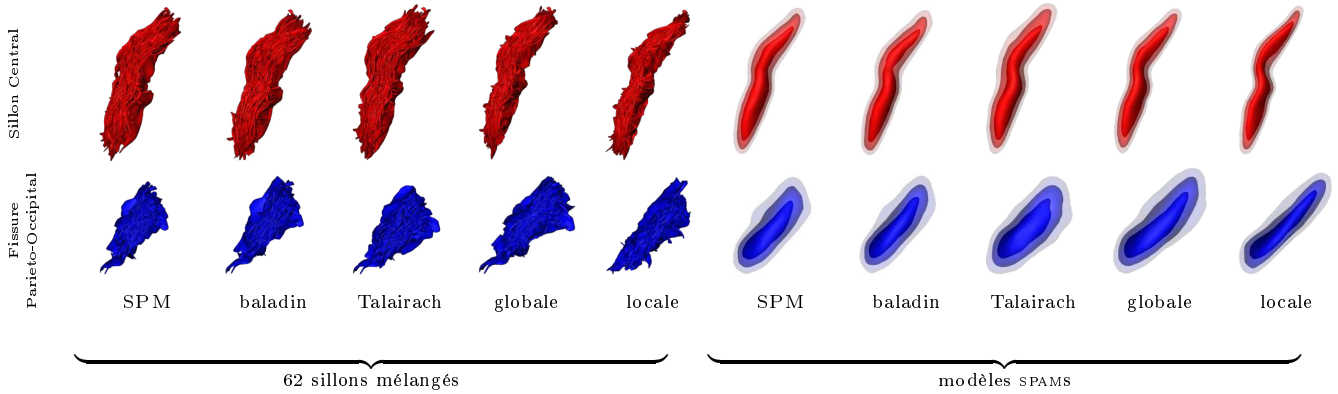 Sillon Central
Fissure
Parieto-Occipital
SPM baladin Talairach globale locale SPM baladin Talairach globale locale
62 sillons mélangés modèles SPAMs